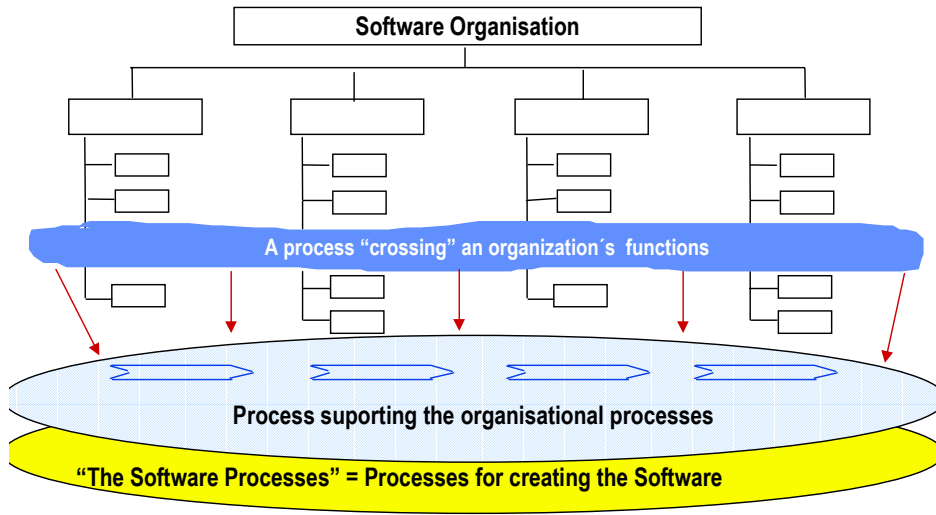 Software Organisation
A process “crossing” an organization´s functions
Process suporting the organisational processes
“The Software Processes” = Processes for creating the Software